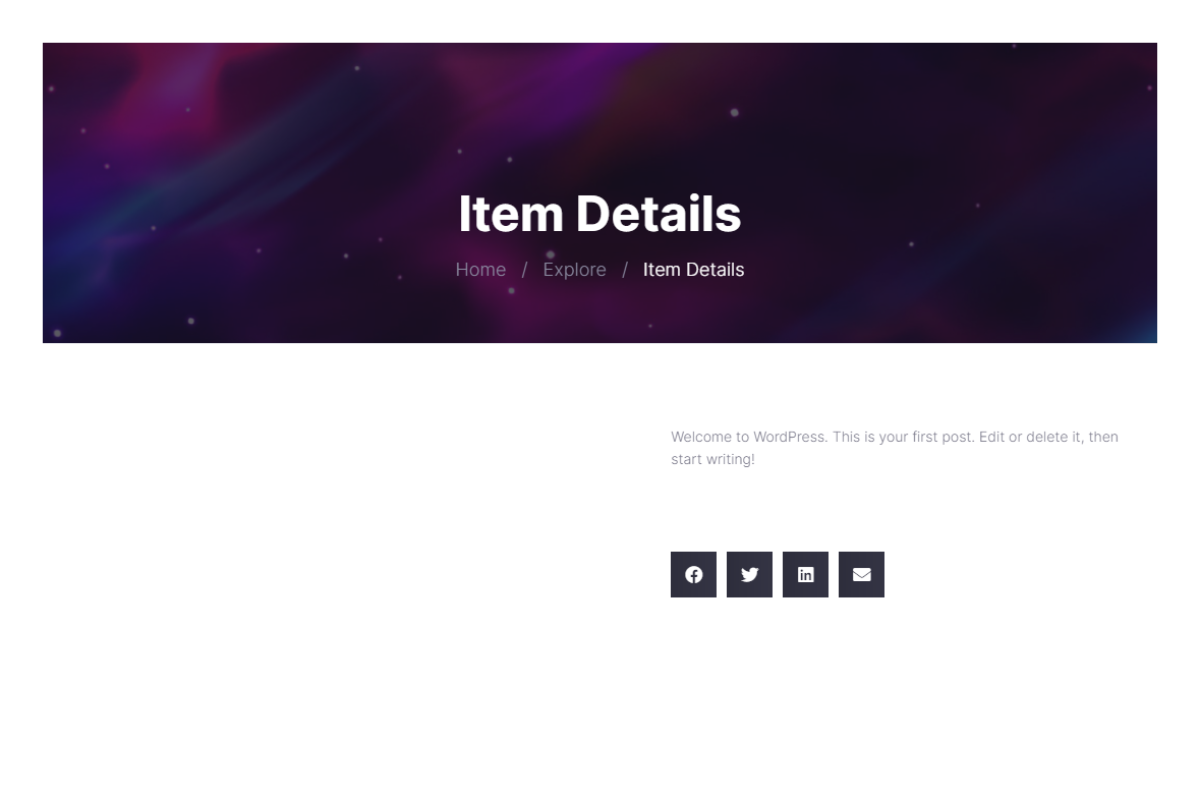 Item Details
Home / Explore / Item Details
Welcome to WordPress. This is your first post. Edit or delete it, then
start writing!